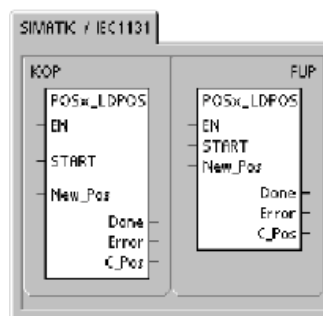 SIMATIC / IEC1131
KOP
POSx_LDPOS
EN
START
New_Pos
Done
Error
C_Pos
FUP
POSx_LDPOS
EN
START
New_Pos
Done
Error
C_Pos